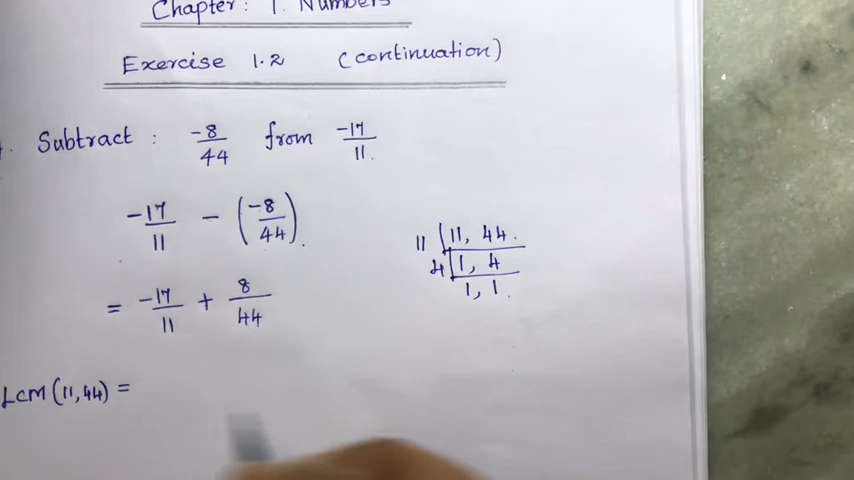 Chapter: 1. Numbers
Exercise 1.2 (continuation)
Subtract : -8/44 from -17/11.
-17/11 - (-8/44).
= -17/11 + 8/44
11 | 11, 44.
4 | 1, 4
1, 1.
Lcm (11,44) =